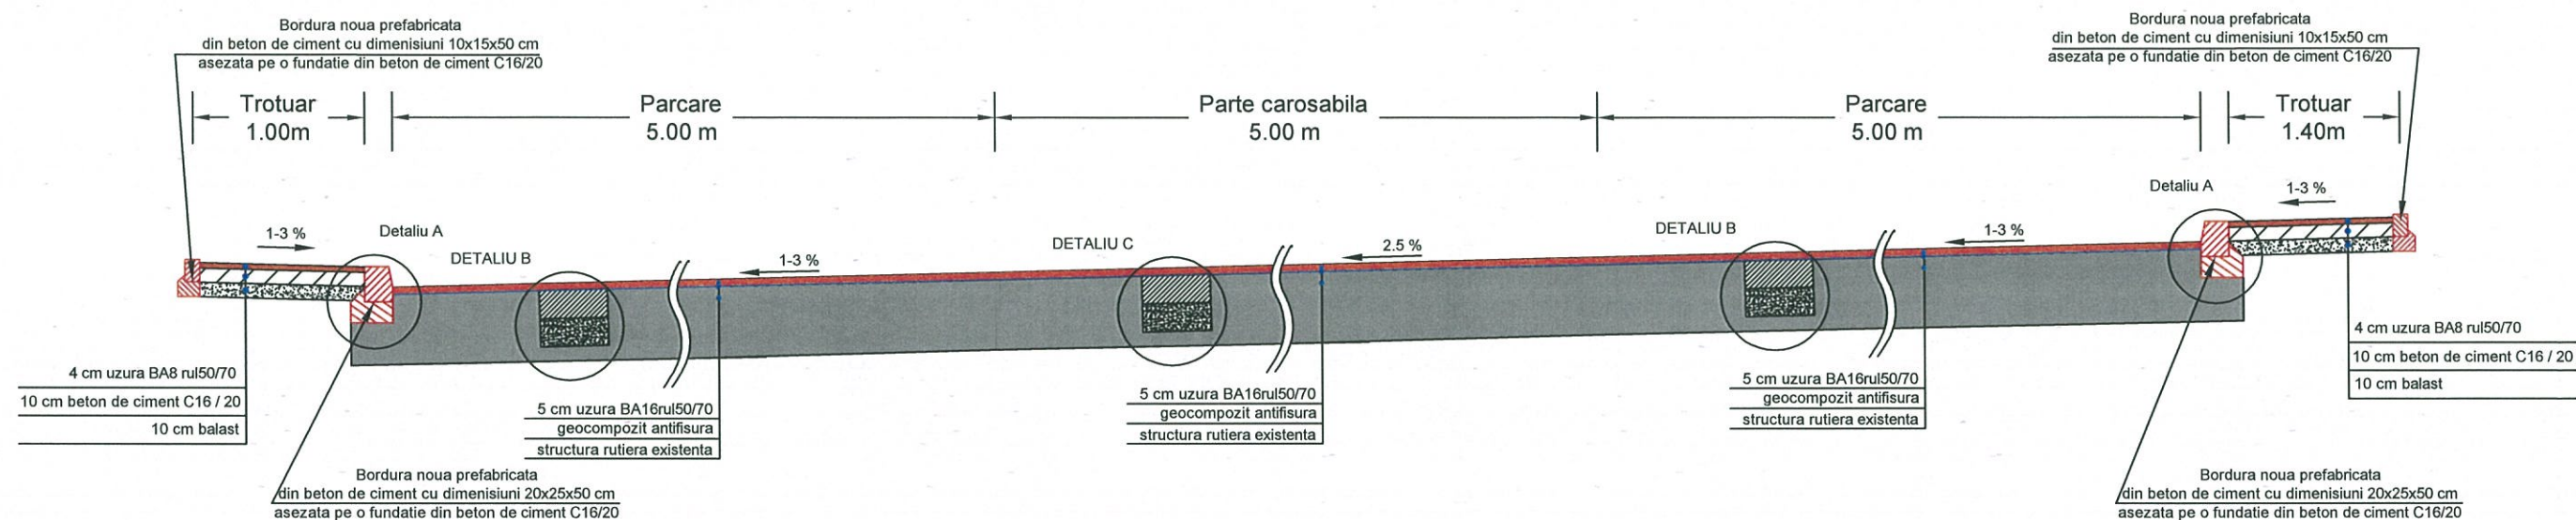 Bordura noua prefabricata
din beton de ciment cu dimenisiuni 10x15x50 cm
asezata pe o fundatie din beton de ciment C16/20
Bordura noua prefabricata
din beton de ciment cu dimenisiuni 10x15x50 cm
asezata pe o fundatie din beton de ciment C16/20
Trotuar
1.00m
Parcare
5.00 m
Parte carosabila
5.00 m
Parcare
5.00 m
Trotuar
1.40m
1-3 %
Detaliu A
DETALIU B
1-3 %
DETALIU C
2.5 %
DETALIU B
1-3 %
Detaliu A
1-3 %
4 cm uzura BA8 rul50/70
10 cm beton de ciment C16 / 20
10 cm balast
5 cm uzura BA16rul50/70
geocompozit antifisura
structura rutiera existenta
5 cm uzura BA16rul50/70
geocompozit antifisura
structura rutiera existenta
5 cm uzura BA16rul50/70
geocompozit antifisura
structura rutiera existenta
4 cm uzura BA8 rul50/70
10 cm beton de ciment C16 / 20
10 cm balast
Bordura noua prefabricata
din beton de ciment cu dimenisiuni 20x25x50 cm
asezata pe o fundatie din beton de ciment C16/20
Bordura noua prefabricata
din beton de ciment cu dimenisiuni 20x25x50 cm
asezata pe o fundatie din beton de ciment C16/20